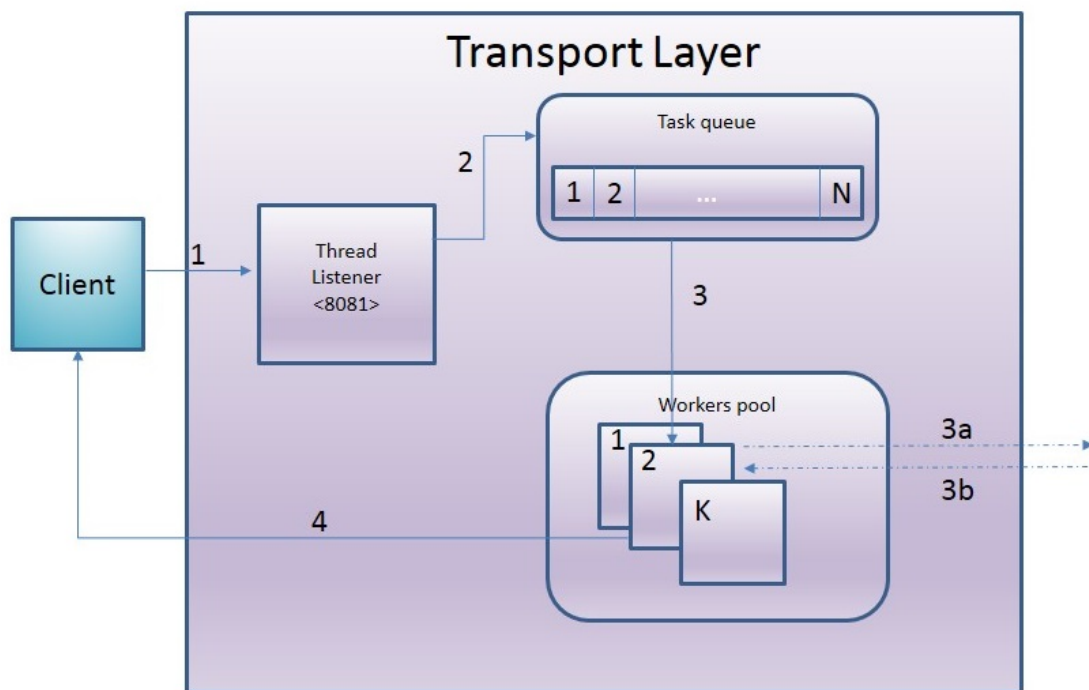 Transport Layer
Task queue
1 2 ... N
2
1
Client
Thread
Listener
<8081>
3
Workers pool
1
2
K
3a
3b
4